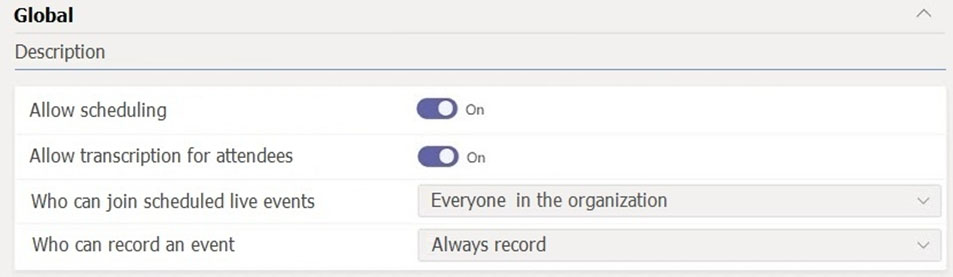 Global
Description
Allow scheduling On
Allow transcription for attendees On
Who can join scheduled live events Everyone in the organization
Who can record an event Always record